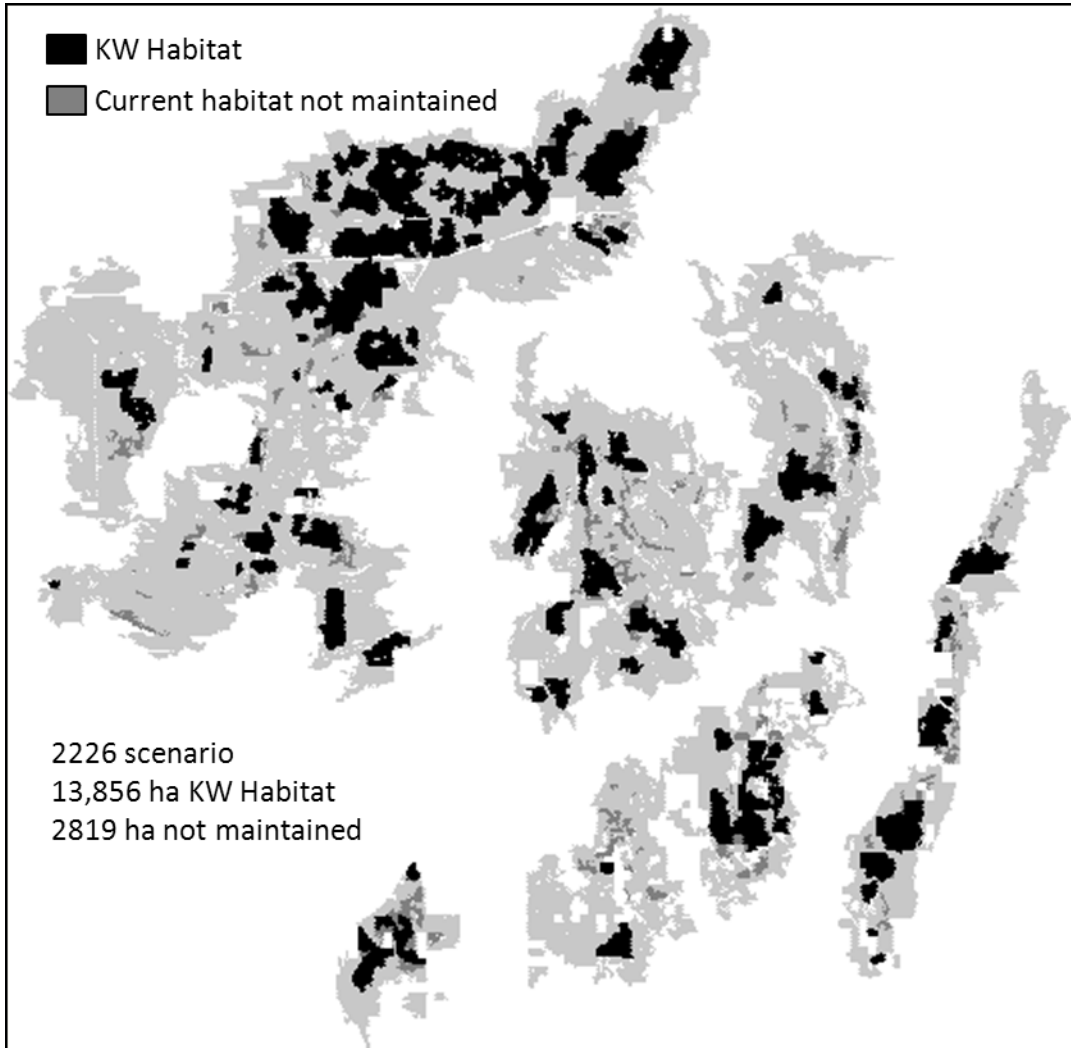 KW Habitat
Current habitat not maintained
2226 scenario
13,856 ha KW Habitat
2819 ha not maintained